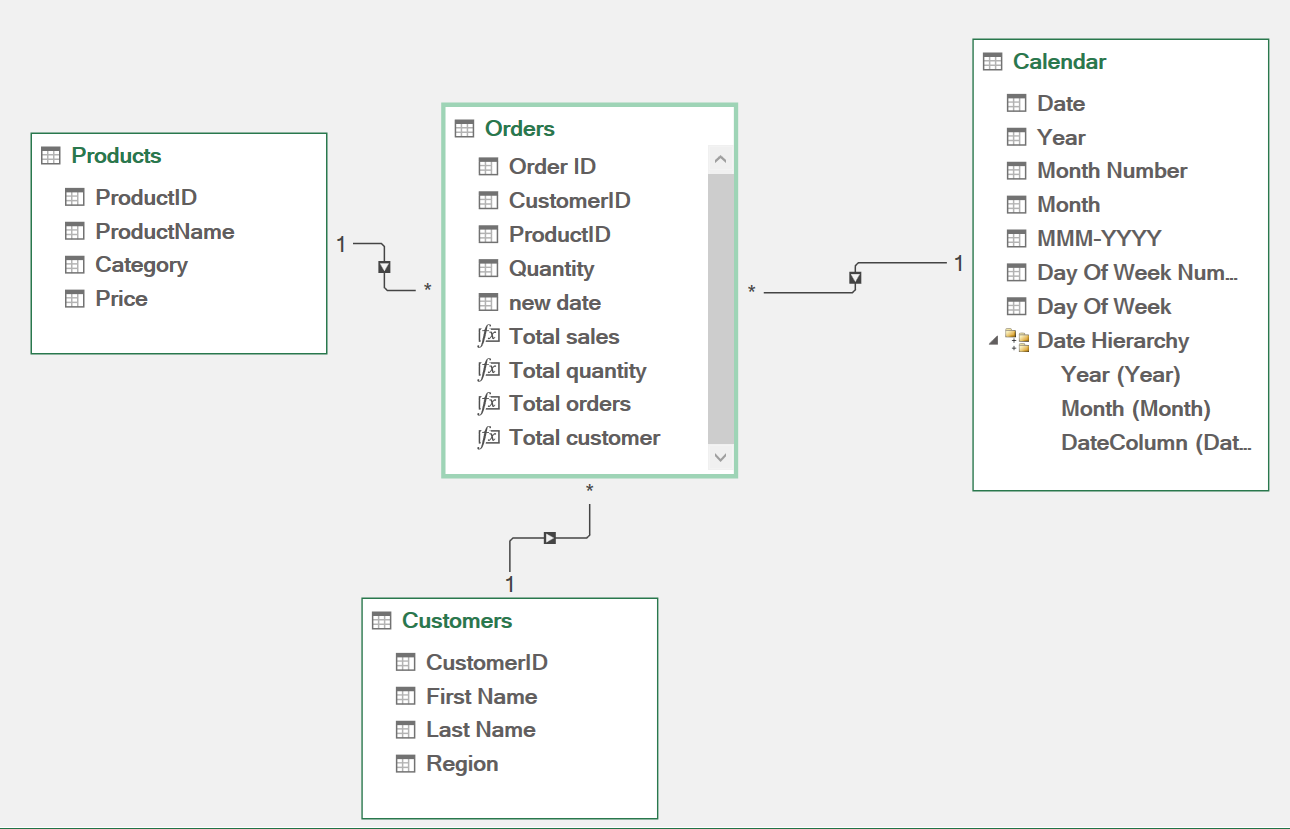 Products
ProductID
ProductName
Category
Price
1
*
Orders
Order ID
CustomerID
ProductID
Quantity
new date
Total sales
Total quantity
Total orders
Total customer
*
1
Calendar
Date
Year
Month Number
Month
MMM-YYYY
Day Of Week Num...
Day Of Week
Date Hierarchy
Year (Year)
Month (Month)
DateColumn (Dat...
*
1
Customers
CustomerID
First Name
Last Name
Region